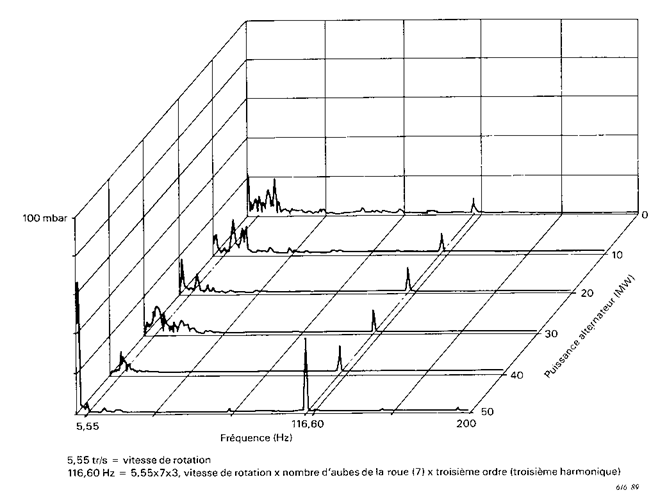 100 mbar
0
10
20
30
40
50
Puissance alternateur (MW)
5,55
116,60
200
Fréquence (Hz)
5,55 tr/s = vitesse de rotation
116,60 Hz = 5,55x7x3, vitesse de rotation x nombre d'aubes de la roue (7) x troisième ordre (troisième harmonique)
616 89